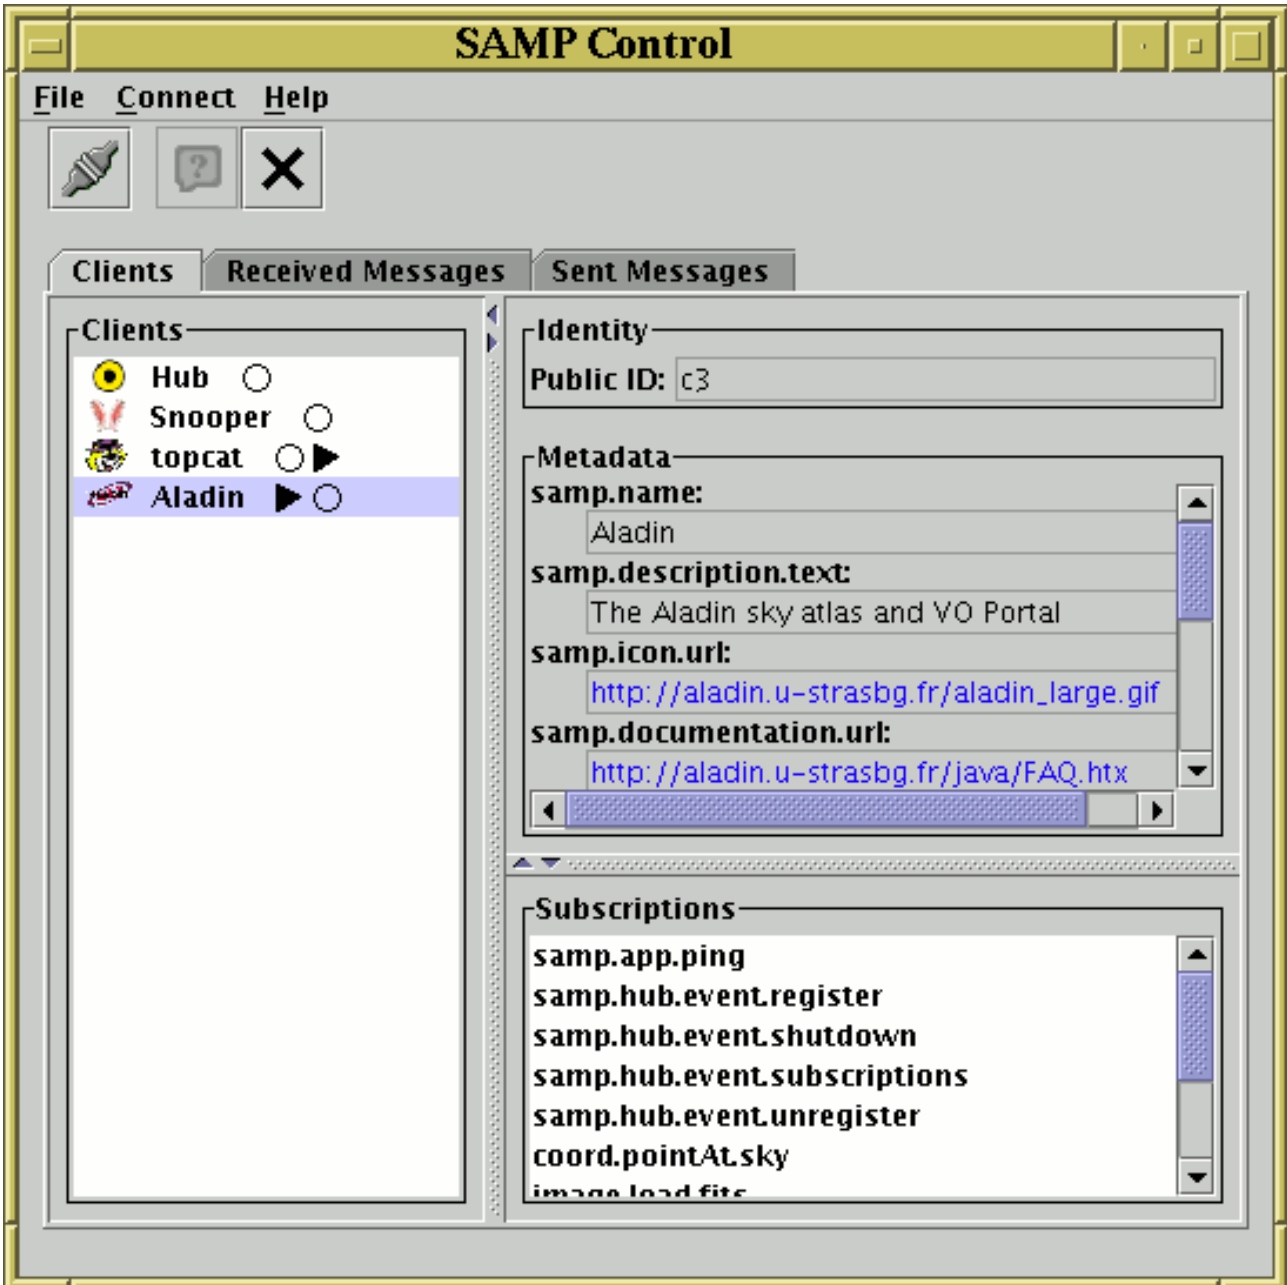 SAMP Control
File Connect Help
Clients Received Messages Sent Messages
Clients
Hub
Snooper
topcat
Aladin
Identity
Public ID: c3
Metadata
samp.name:
Aladin
samp.description.text:
The Aladin sky atlas and VO Portal
samp.icon.url:
http://aladin.u-strasbg.fr/aladin_large.gif
samp.documentation.url:
http://aladin.u-strasbg.fr/java/FAQ.htx
Subscriptions
samp.app.ping
samp.hub.event.register
samp.hub.event.shutdown
samp.hub.event.subscriptions
samp.hub.event.unregister
coord.pointAt.sky
image.load.fits